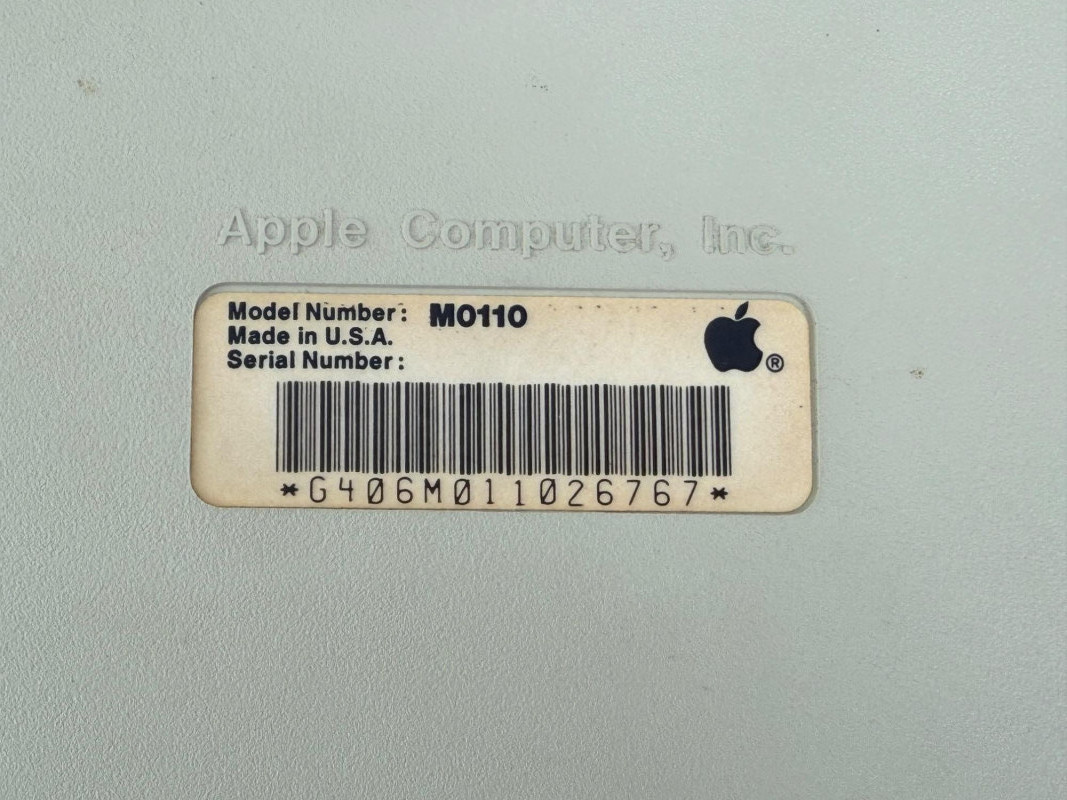 Apple Computer, Inc.
Model Number: M0110
Made in U.S.A.
Serial Number:
®
*G406M011026767*